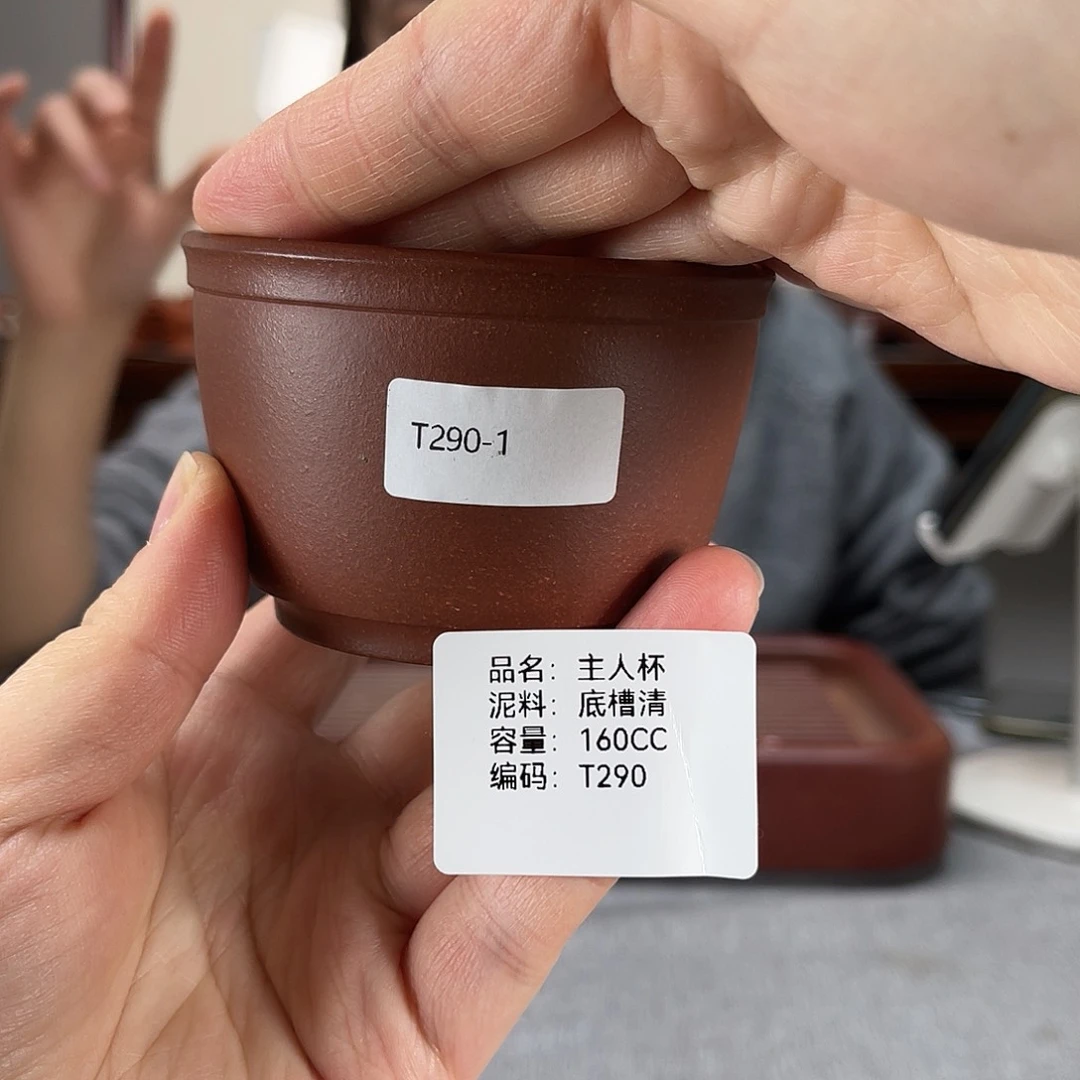 T290-1
品名：主人杯
泥料：底槽清
容量：160CC
编码：T290